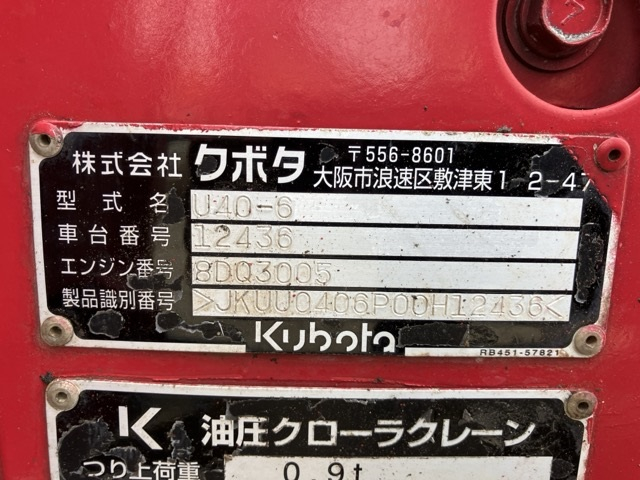 株式会社 クボタ 〒556-8601
大阪市浪速区敷津東1 2-47
型式名 U40-6
車台番号 12436
エンジン番号 8DQ3005
製品識別番号 >JKUU0406P00H12436<
Kubota
RB451-57821
K 油圧クローラクレーン
つり上荷重 0.9t